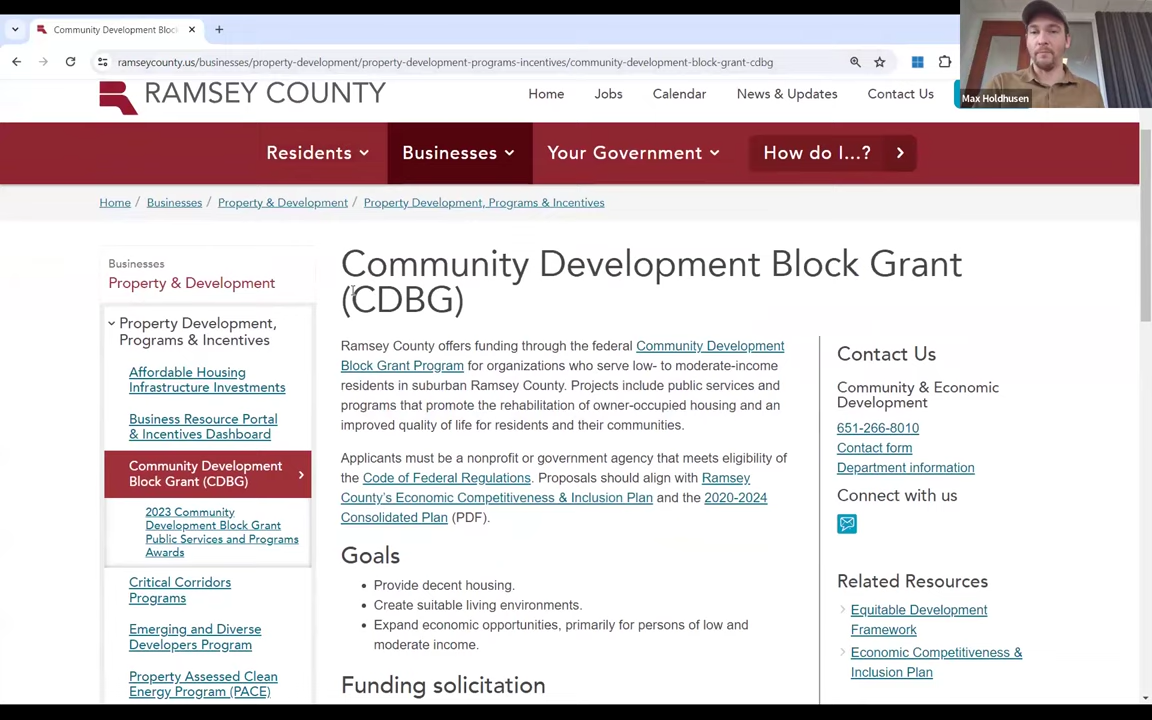 Community Development Bloc
ramseycounty.us/businesses/property-development/property-development-programs-incentives/community-development-block-grant-cdbg
Max Holdhusen
RAMSEY COUNTY
Home
Jobs
Calendar
News & Updates
Contact Us
Residents
Businesses
Your Government
How do I...?
Home / Businesses / Property & Development / Property Development, Programs & Incentives
Businesses
Property & Development
Property Development,
Programs & Incentives
Affordable Housing
Infrastructure Investments
Business Resource Portal
& Incentives Dashboard
Community Development
Block Grant (CDBG)
2023 Community
Development Block Grant
Public Services and Programs
Awards
Critical Corridors
Programs
Emerging and Diverse
Developers Program
Property Assessed Clean
Energy Program (PACE)
Community Development Block Grant
(CDBG)
Ramsey County offers funding through the federal Community Development
Block Grant Program for organizations who serve low- to moderate-income
residents in suburban Ramsey County. Projects include public services and
programs that promote the rehabilitation of owner-occupied housing and an
improved quality of life for residents and their communities.
Applicants must be a nonprofit or government agency that meets eligibility of
the Code of Federal Regulations. Proposals should align with Ramsey
County's Economic Competitiveness & Inclusion Plan and the 2020-2024
Consolidated Plan (PDF).
Goals
• Provide decent housing.
• Create suitable living environments.
• Expand economic opportunities, primarily for persons of low and
moderate income.
Funding solicitation
Contact Us
Community & Economic
Development
651-266-8010
Contact form
Department information
Connect with us
Related Resources
Equitable Development
Framework
Economic Competitiveness &
Inclusion Plan